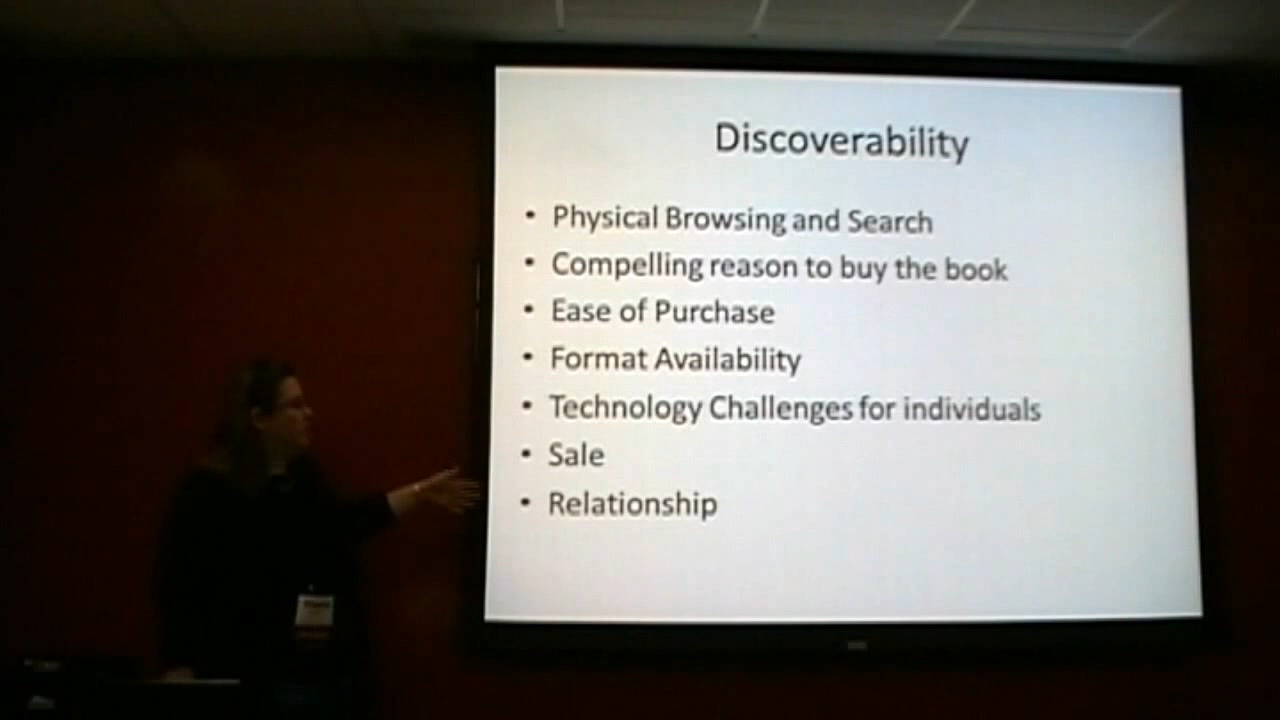 Discoverability
• Physical Browsing and Search
• Compelling reason to buy the book
• Ease of Purchase
• Format Availability
• Technology Challenges for individuals
• Sale
• Relationship